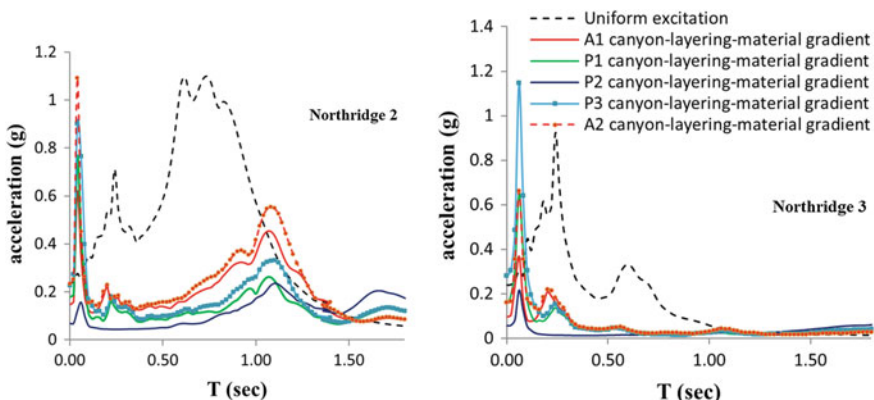 1.2
1
0.8
0.6
0.4
0.2
0
acceleration (g)
Northridge 2
0.00
0.50
1.00
1.50
T (sec)
1.4
1.2
1
0.8
0.6
0.4
0.2
0
acceleration (g)
Uniform excitation
A1 canyon-layering-material gradient
P1 canyon-layering-material gradient
P2 canyon-layering-material gradient
P3 canyon-layering-material gradient
A2 canyon-layering-material gradient
Northridge 3
0.00
0.50
1.00
1.50
T (sec)